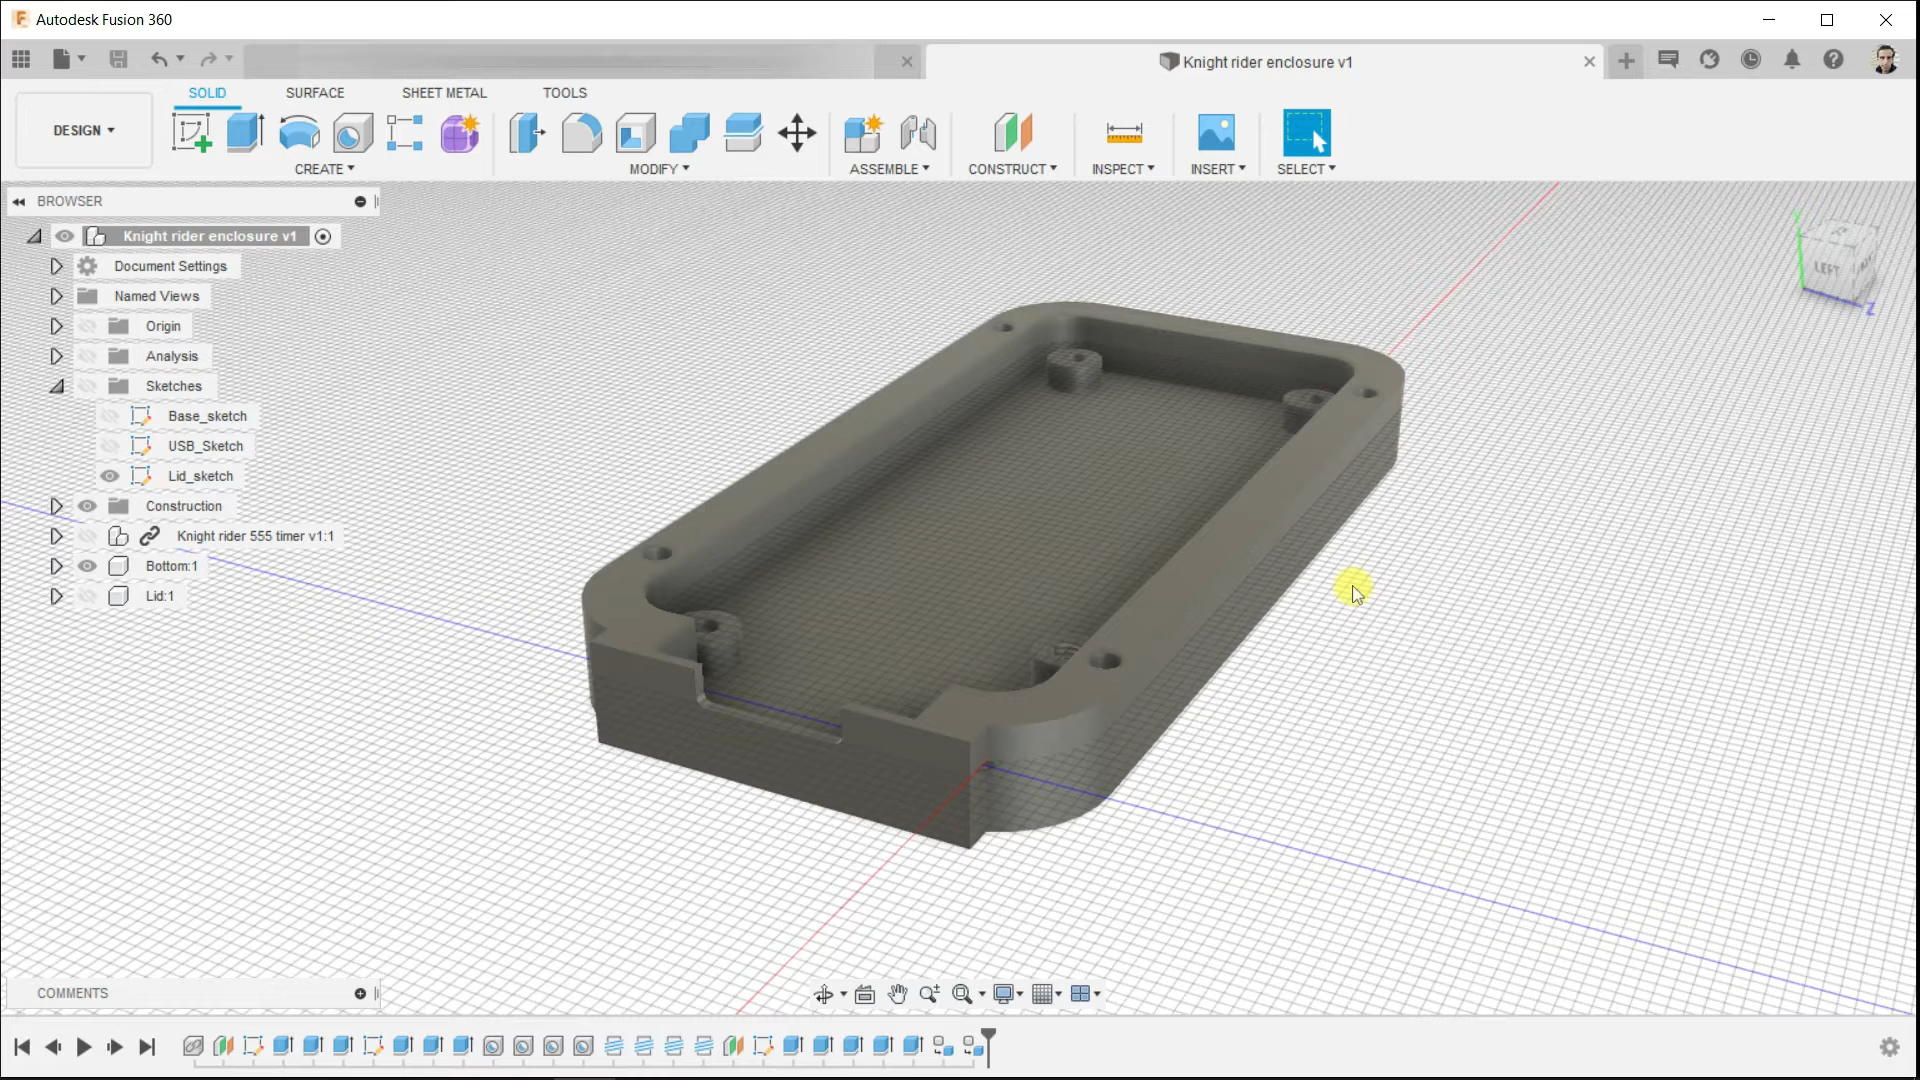 Autodesk Fusion 360
Knight rider enclosure v1
SOLID SURFACE SHEET METAL TOOLS
DESIGN
CREATE MODIFY ASSEMBLE CONSTRUCT INSPECT INSERT SELECT
BROWSER
Knight rider enclosure v1
Document Settings
Named Views
Origin
Analysis
Sketches
Base_sketch
USB_Sketch
Lid_sketch
Construction
Knight rider 555 timer v1:1
Bottom:1
Lid:1
Y
LEFT
Z
COMMENTS